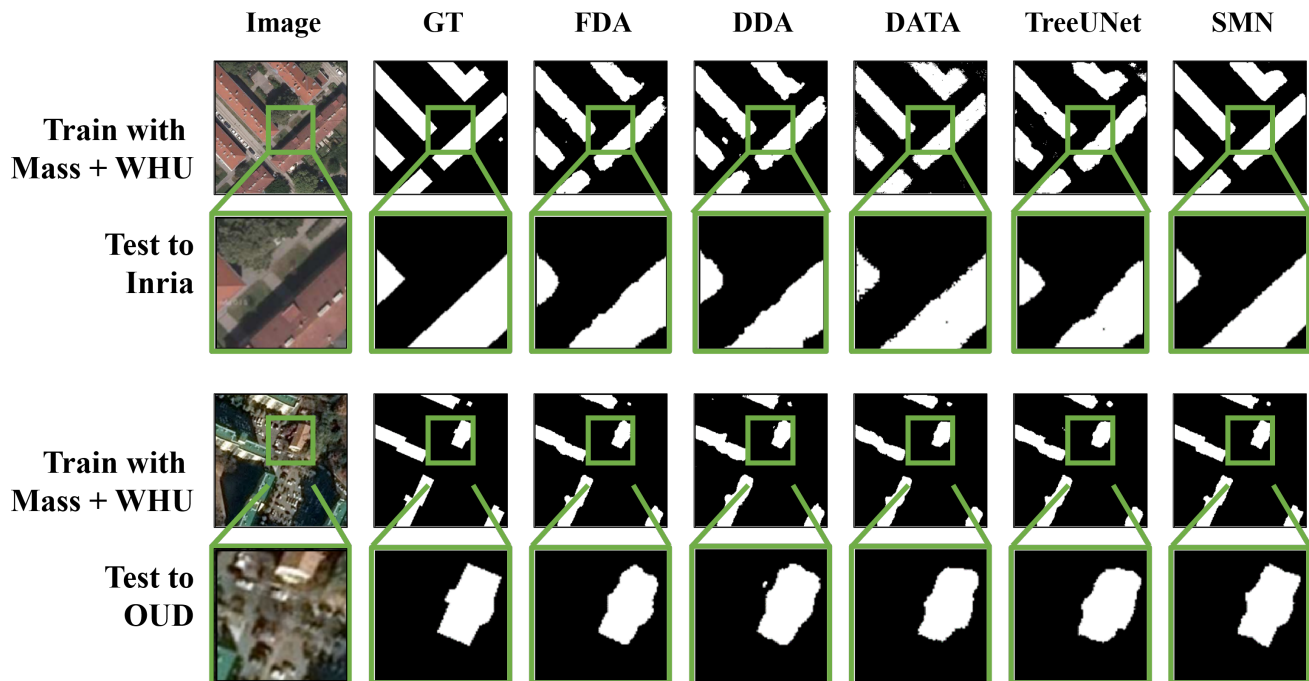 Image GT FDA DDA DATA TreeUNet SMN
Train with
Mass + WHU
Test to
Inria
Train with
Mass + WHU
Test to
OUD